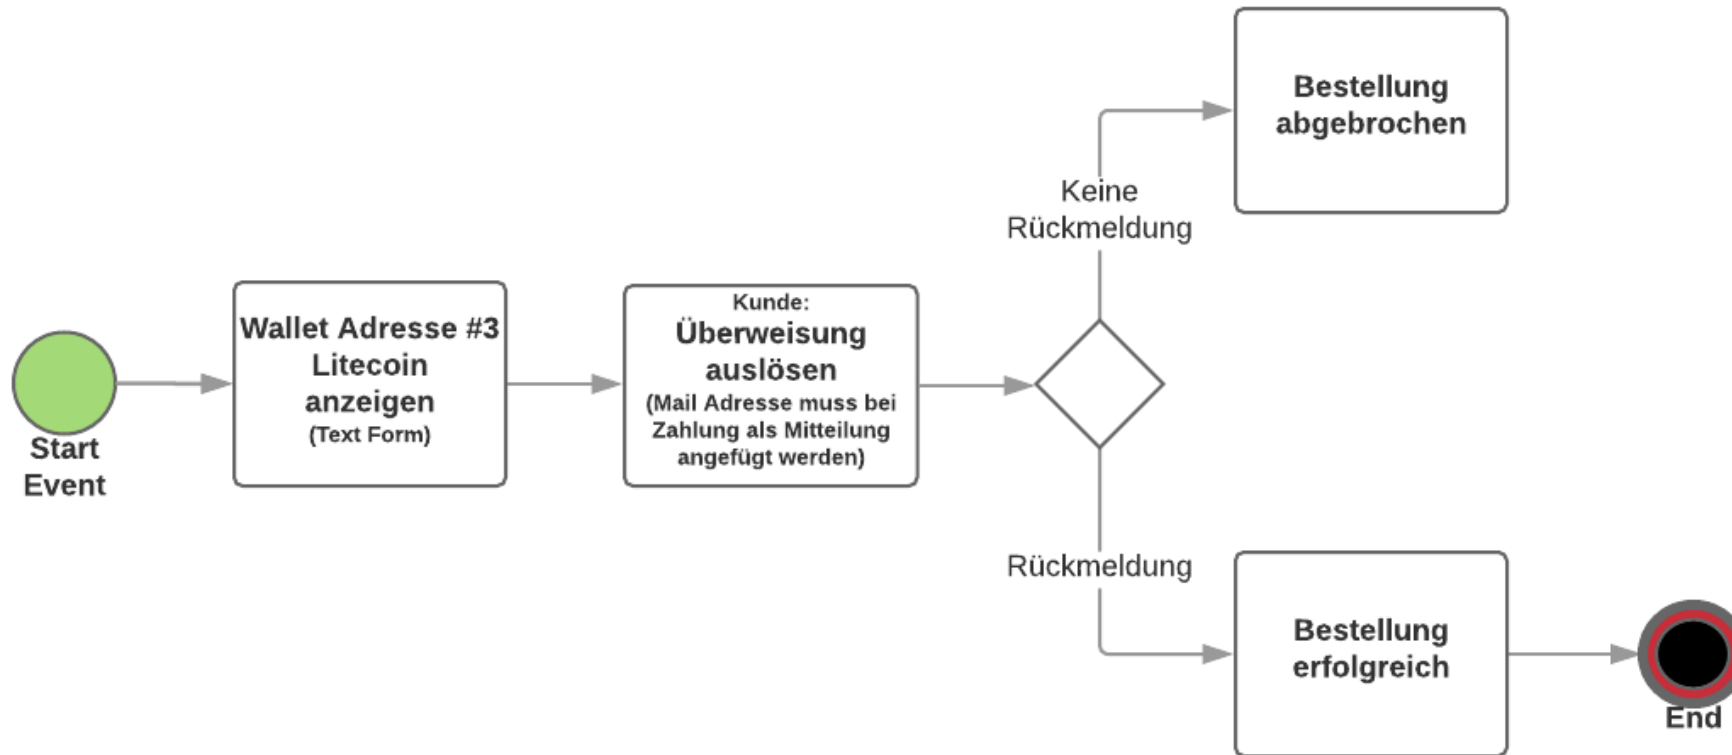 Start
Event
Wallet Adresse #3
Litecoin
anzeigen
(Text Form)
Kunde:
Überweisung
auslösen
(Mail Adresse muss bei
Zahlung als Mitteilung
angefügt werden)
Keine
Rückmeldung
Bestellung
abgebrochen
Rückmeldung
Bestellung
erfolgreich
End